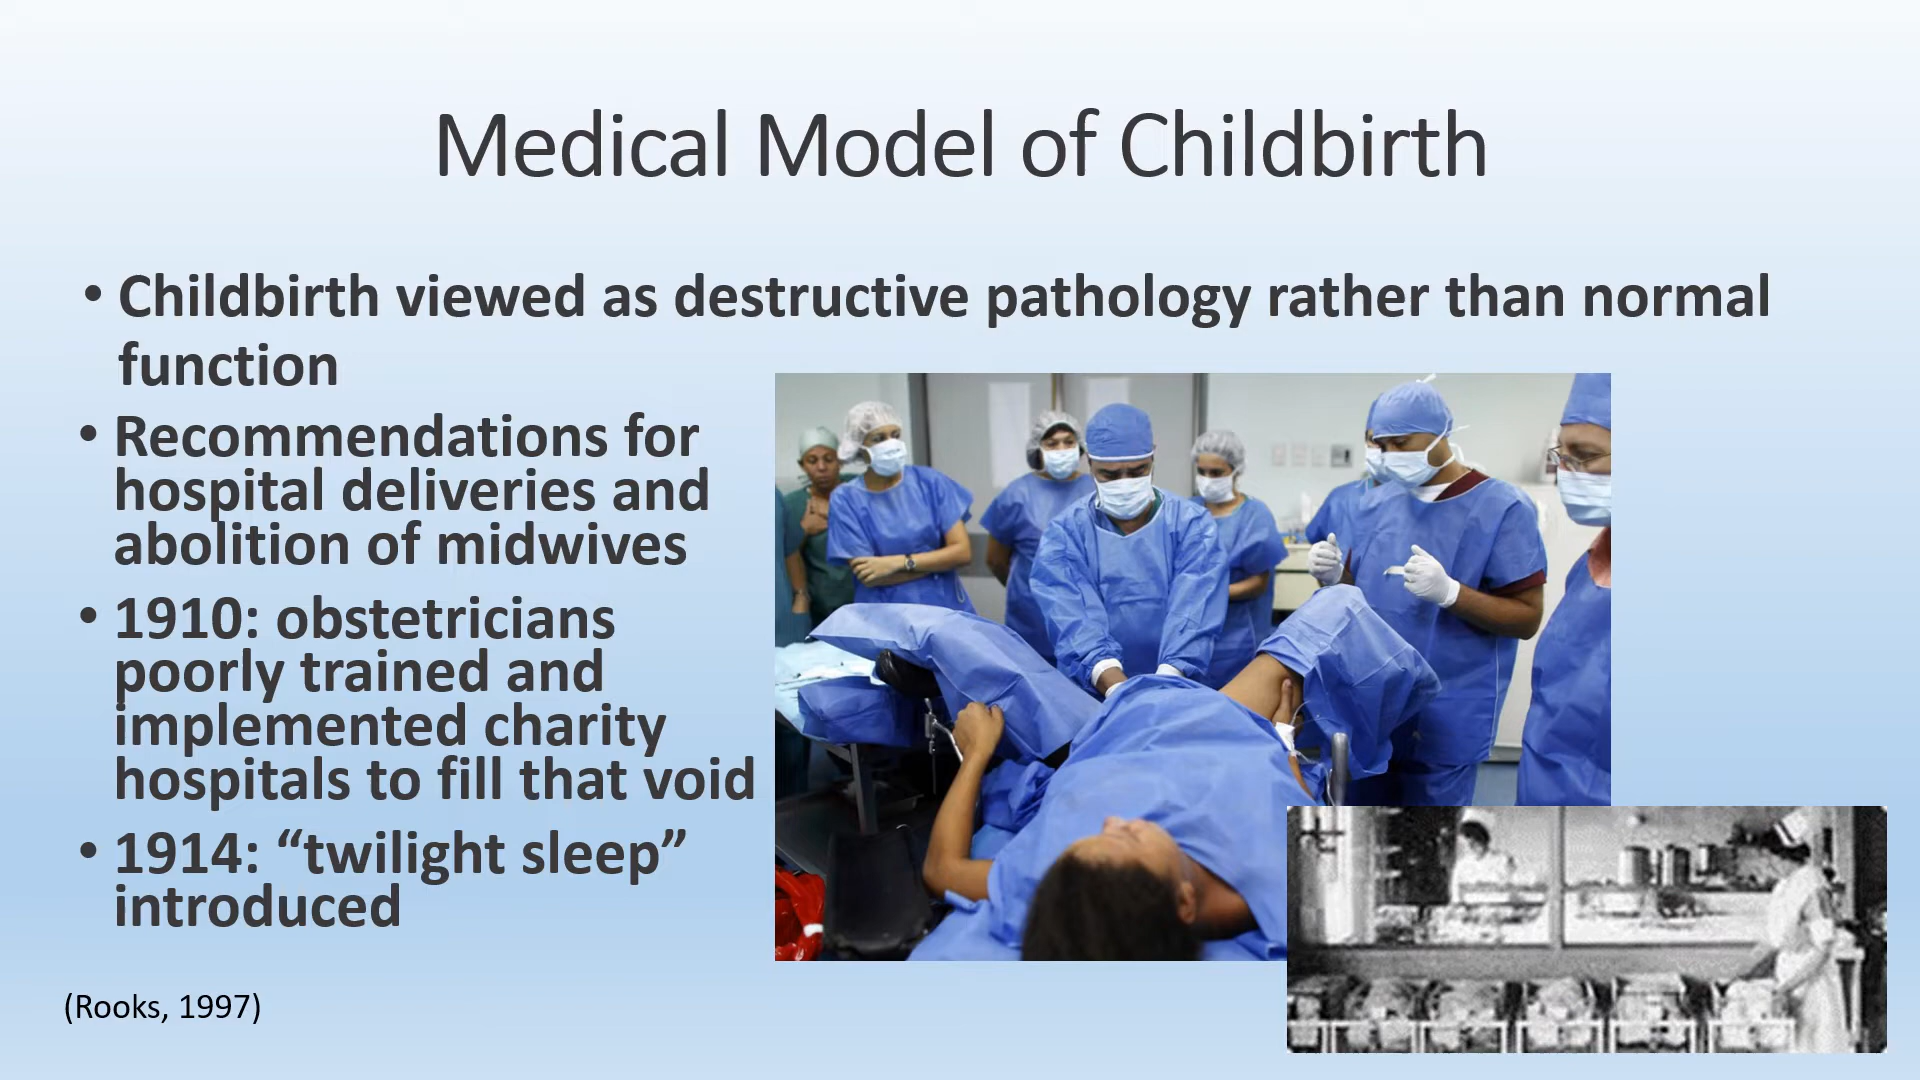 Medical Model of Childbirth
• Childbirth viewed as destructive pathology rather than normal
function
• Recommendations for
hospital deliveries and
abolition of midwives
• 1910: obstetricians
poorly trained and
implemented charity
hospitals to fill that void
• 1914: “twilight sleep”
introduced
(Rooks, 1997)